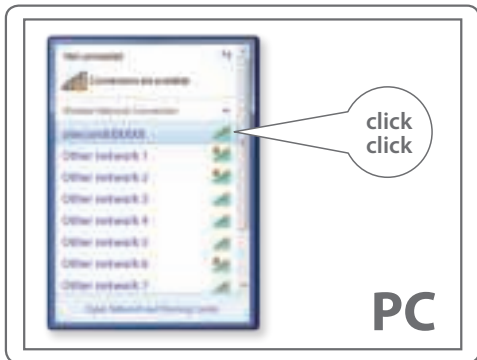 Not connected
Connections are available
Wireless Network Connection
click
click
Other network 1
Other network 2
Other network 3
Other network 4
Other network 5
Other network 6
Other network 7
Open Network and Sharing Center
PC